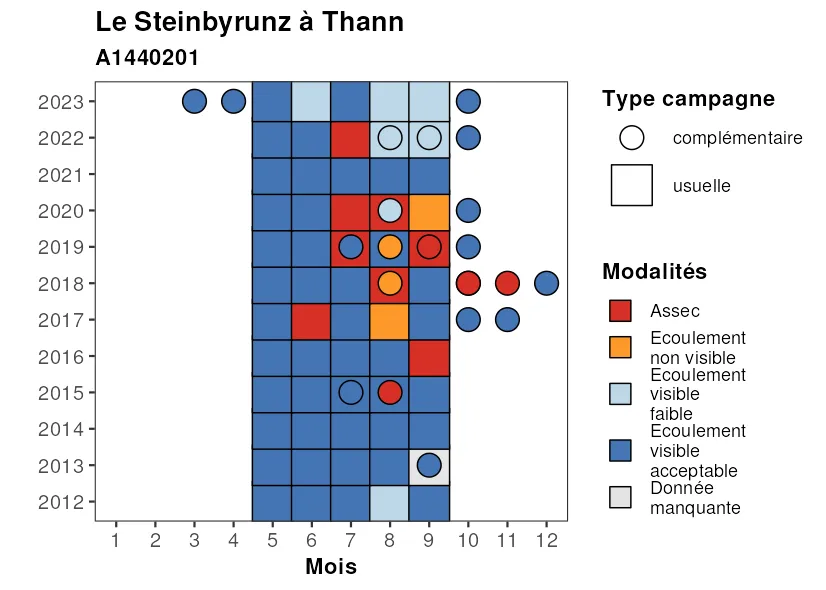 Le Steinbyrunz à Thann
A1440201
2023
2022
2021
2020
2019
2018
2017
2016
2015
2014
2013
2012
1 2 3 4 5 6 7 8 9 10 11 12
Mois
Type campagne
complémentaire
usuelle
Modalités
Assec
Ecoulement
non visible
Ecoulement
visible
faible
Ecoulement
visible
acceptable
Donnée
manquante